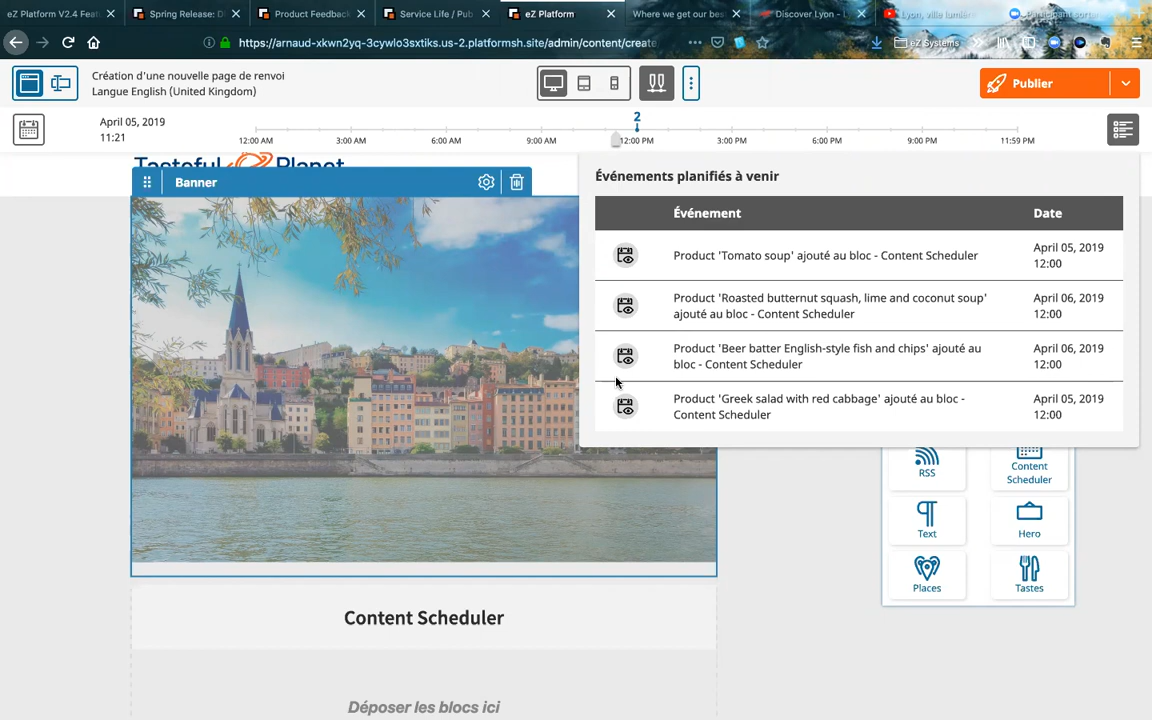 eZ Platform V2.4 Feat
Spring Release: D
Product Feedback
Service Life / Pub
eZ Platform
Where we get our bes
Discover Lyon -
Lyon, ville lumièr
Participant sorta
https://arnaud-xkwn2yq-3cywlo3sxtiks.us-2.platformsh.site/admin/content/create
eZ Systems
Création d'une nouvelle page de renvoi
Langue English (United Kingdom)
Publier
April 05, 2019
11:21
2
12:00 AM
3:00 AM
6:00 AM
9:00 AM
12:00 PM
3:00 PM
6:00 PM
9:00 PM
11:59 PM
Tasteful Planet
Banner
Événements planifiés à venir
Événement
Date
Product 'Tomato soup' ajouté au bloc - Content Scheduler
April 05, 2019
12:00
Product 'Roasted butternut squash, lime and coconut soup'
ajouté au bloc - Content Scheduler
April 06, 2019
12:00
Product 'Beer batter English-style fish and chips' ajouté au
bloc - Content Scheduler
April 06, 2019
12:00
Product 'Greek salad with red cabbage' ajouté au bloc -
Content Scheduler
April 05, 2019
12:00
RSS
Content
Scheduler
Text
Hero
Places
Tastes
Content Scheduler
Déposer les blocs ici